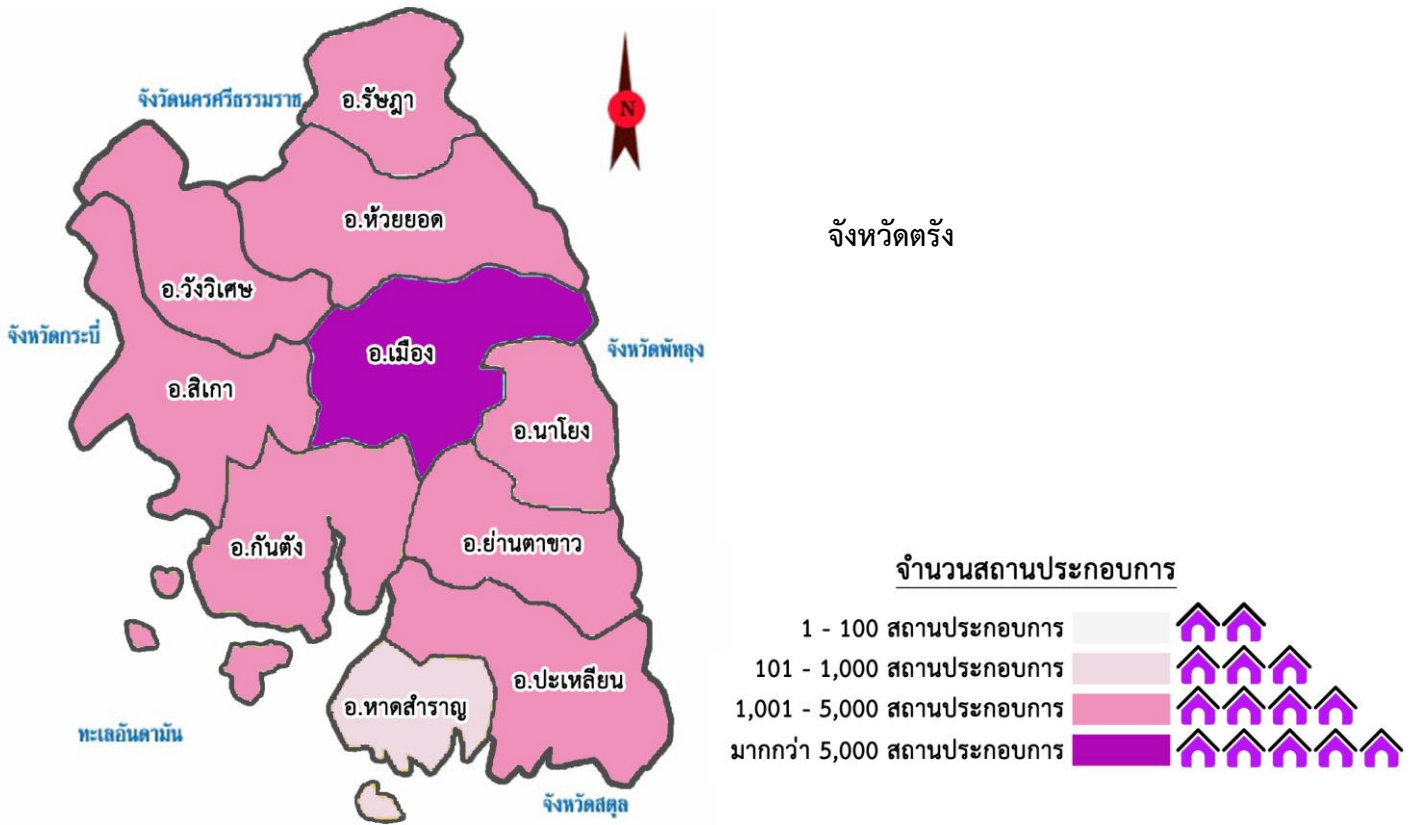 อ.รัษฎา
จังวัดนครศรีธรรมราช
N
อ.ห้วยยอด
จังหวัดตรัง
อ.วังวิเศษ
จังหวัดกระบี่
อ.เมือง
จังหวัดพัทลุง
อ.สิเกา
อ.นาโยง
อ.กันตัง
อ.ย่านตาขาว
อ.ปะเหลียน
อ.หาดสำราญ
ทะเลอันดามัน
จังหวัดสตูล
จำนวนสถานประกอบการ
1 - 100 สถานประกอบการ
101 - 1,000 สถานประกอบการ
1,001 - 5,000 สถานประกอบการ
มากกว่า 5,000 สถานประกอบการ